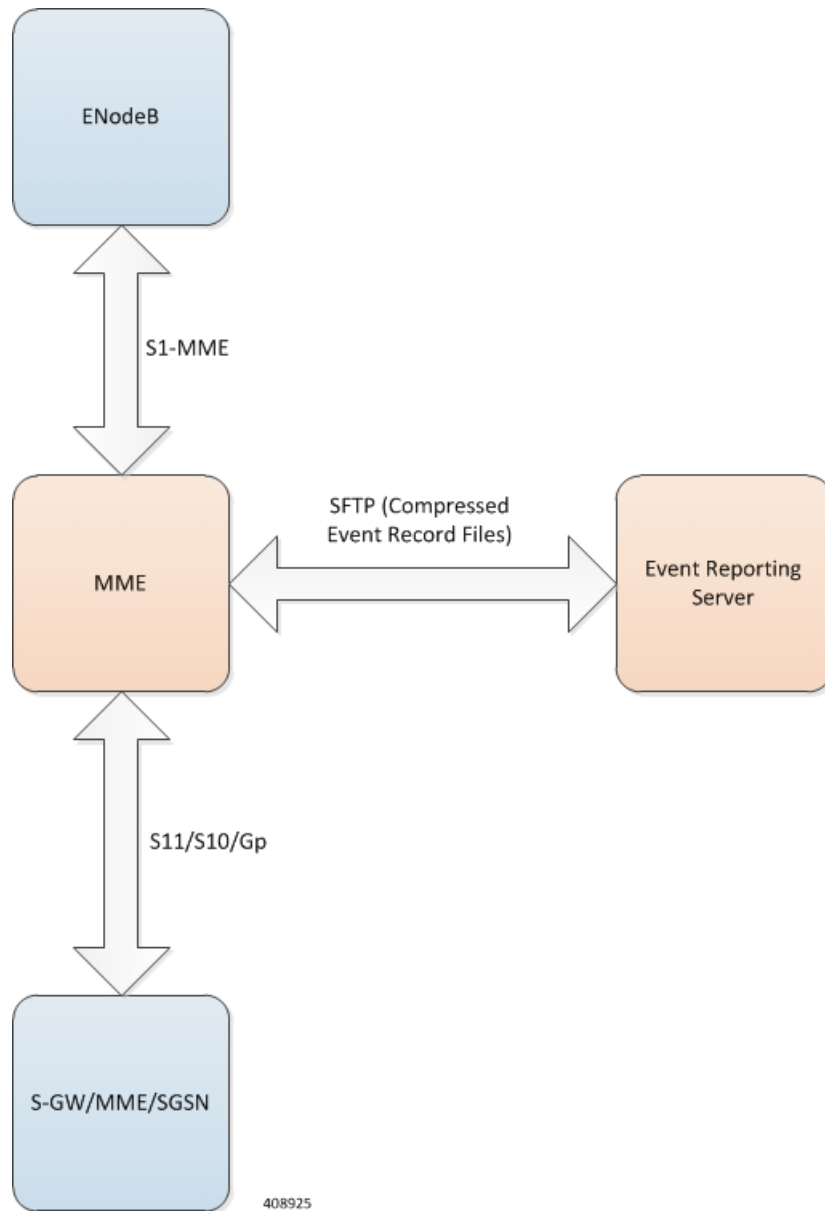 ENodeB
S1-MME
SFTP (Compressed
Event Record Files)
MME
Event Reporting
Server
S11/S10/Gp
S-GW/MME/SGSN
408925